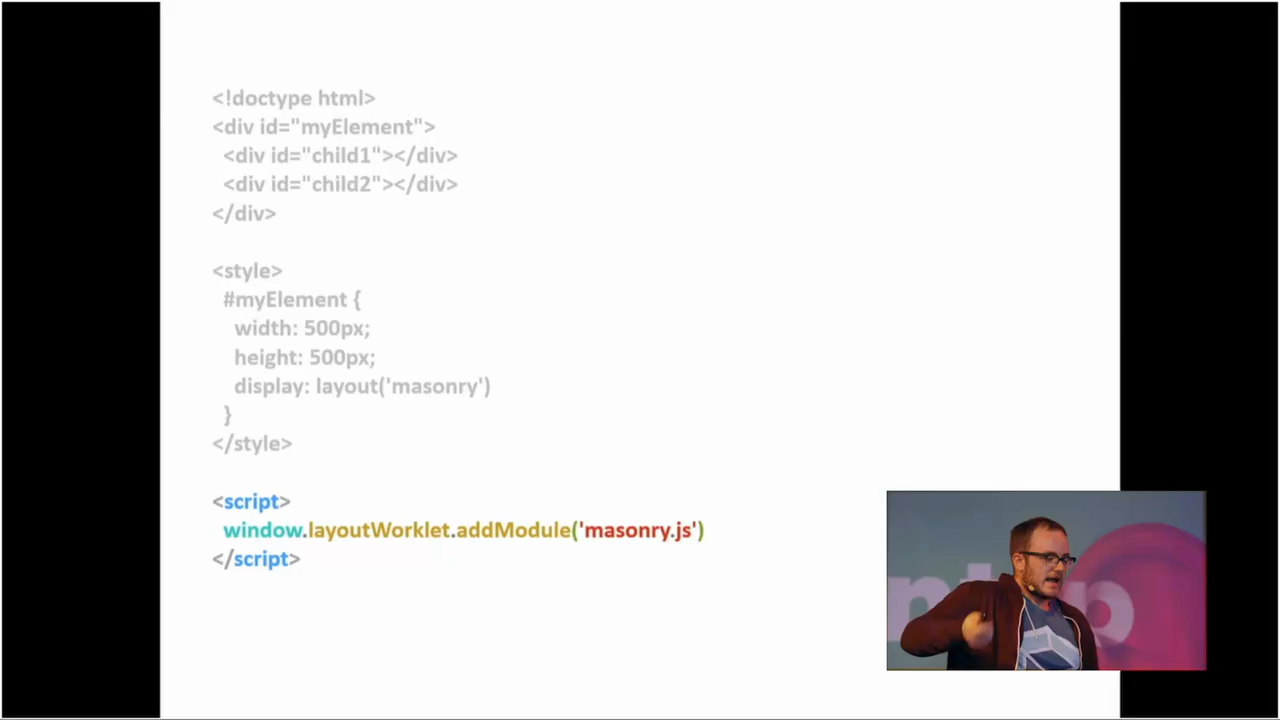 <!doctype html>
<div id="myElement">
  <div id="child1"></div>
  <div id="child2"></div>
</div>
<style>
  #myElement {
    width: 500px;
    height: 500px;
    display: layout('masonry')
  }
</style>
<script>
  window.layoutWorklet.addModule('masonry.js')
</script>